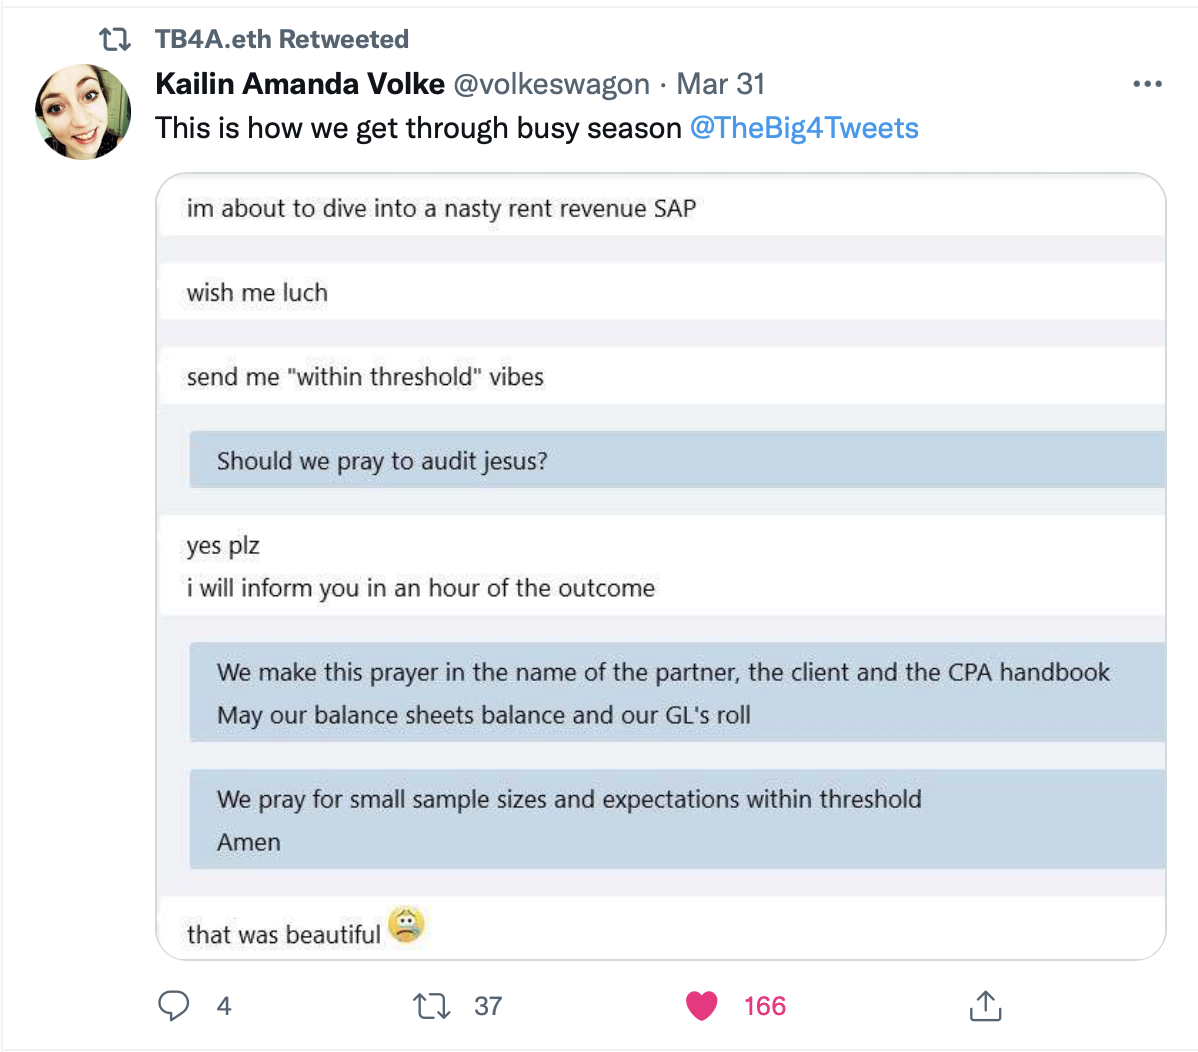 TB4A.eth Retweeted
Kailin Amanda Volke @volkeswagon · Mar 31
This is how we get through busy season @TheBig4Tweets
im about to dive into a nasty rent revenue SAP
wish me luch
send me "within threshold" vibes
Should we pray to audit jesus?
yes plz
i will inform you in an hour of the outcome
We make this prayer in the name of the partner, the client and the CPA handbook
May our balance sheets balance and our GL's roll
We pray for small sample sizes and expectations within threshold
Amen
that was beautiful
4 37 166